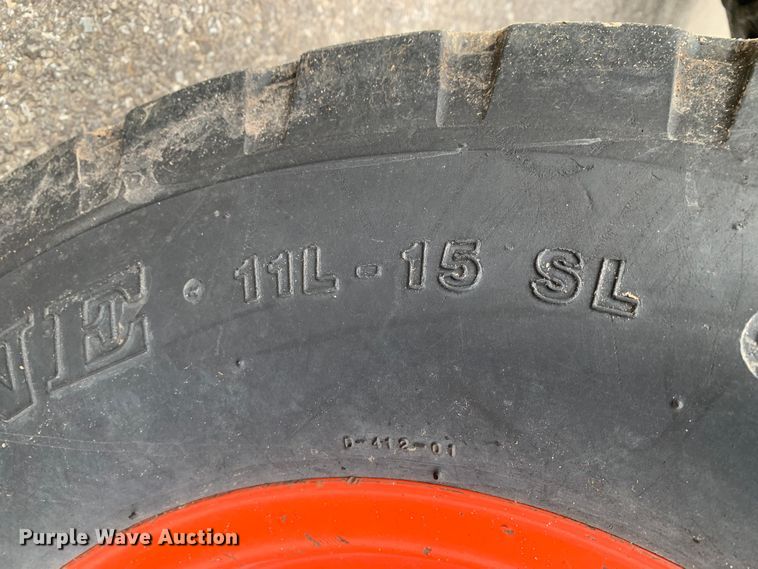 NE • 11L-15 SL
D-412-01
Purple Wave Auction